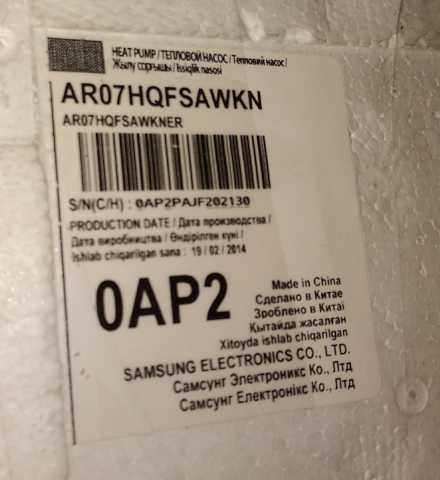 HEAT PUMP / ТЕПЛОВОЙ НАСОС / Тепловий насос /
Жылу сорғышы / Issiqlik nasosi
AR07HQFSAWKN
AR07HQFSAWKNER
S/N(C/H) : 0AP2PAJF202130
PRODUCTION DATE / Дата производства /
Дата виробництва / Өндірілген күні /
Ishlab chiqarilgan sana : 19 / 02 / 2014
0AP2
Made in China
Сделано в Китае
Зроблено в Китаї
Қытайда жасалған
Xitoyda ishlab chiqarilgan
SAMSUNG ELECTRONICS CO., LTD.
Самсунг Электроникс Ко., Лтд
Самсунг Електронікс Ко., Лтд